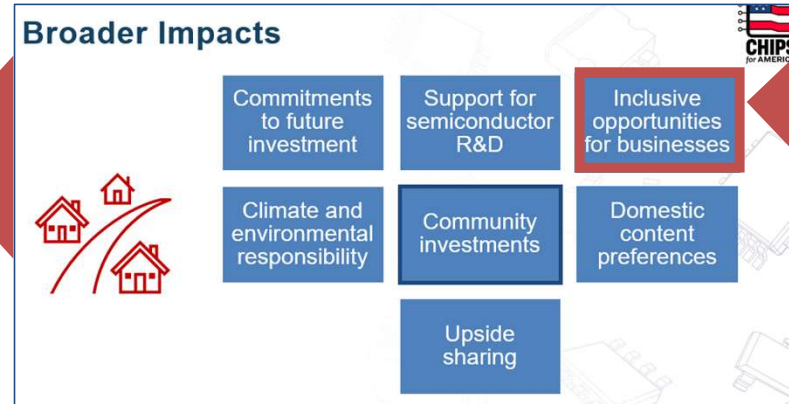 Broader Impacts
CHIPS
for AMERICA
Commitments
to future
investment
Support for
semiconductor
R&D
Inclusive
opportunities
for businesses
Climate and
environmental
responsibility
Community
investments
Domestic
content
preferences
Upside
sharing